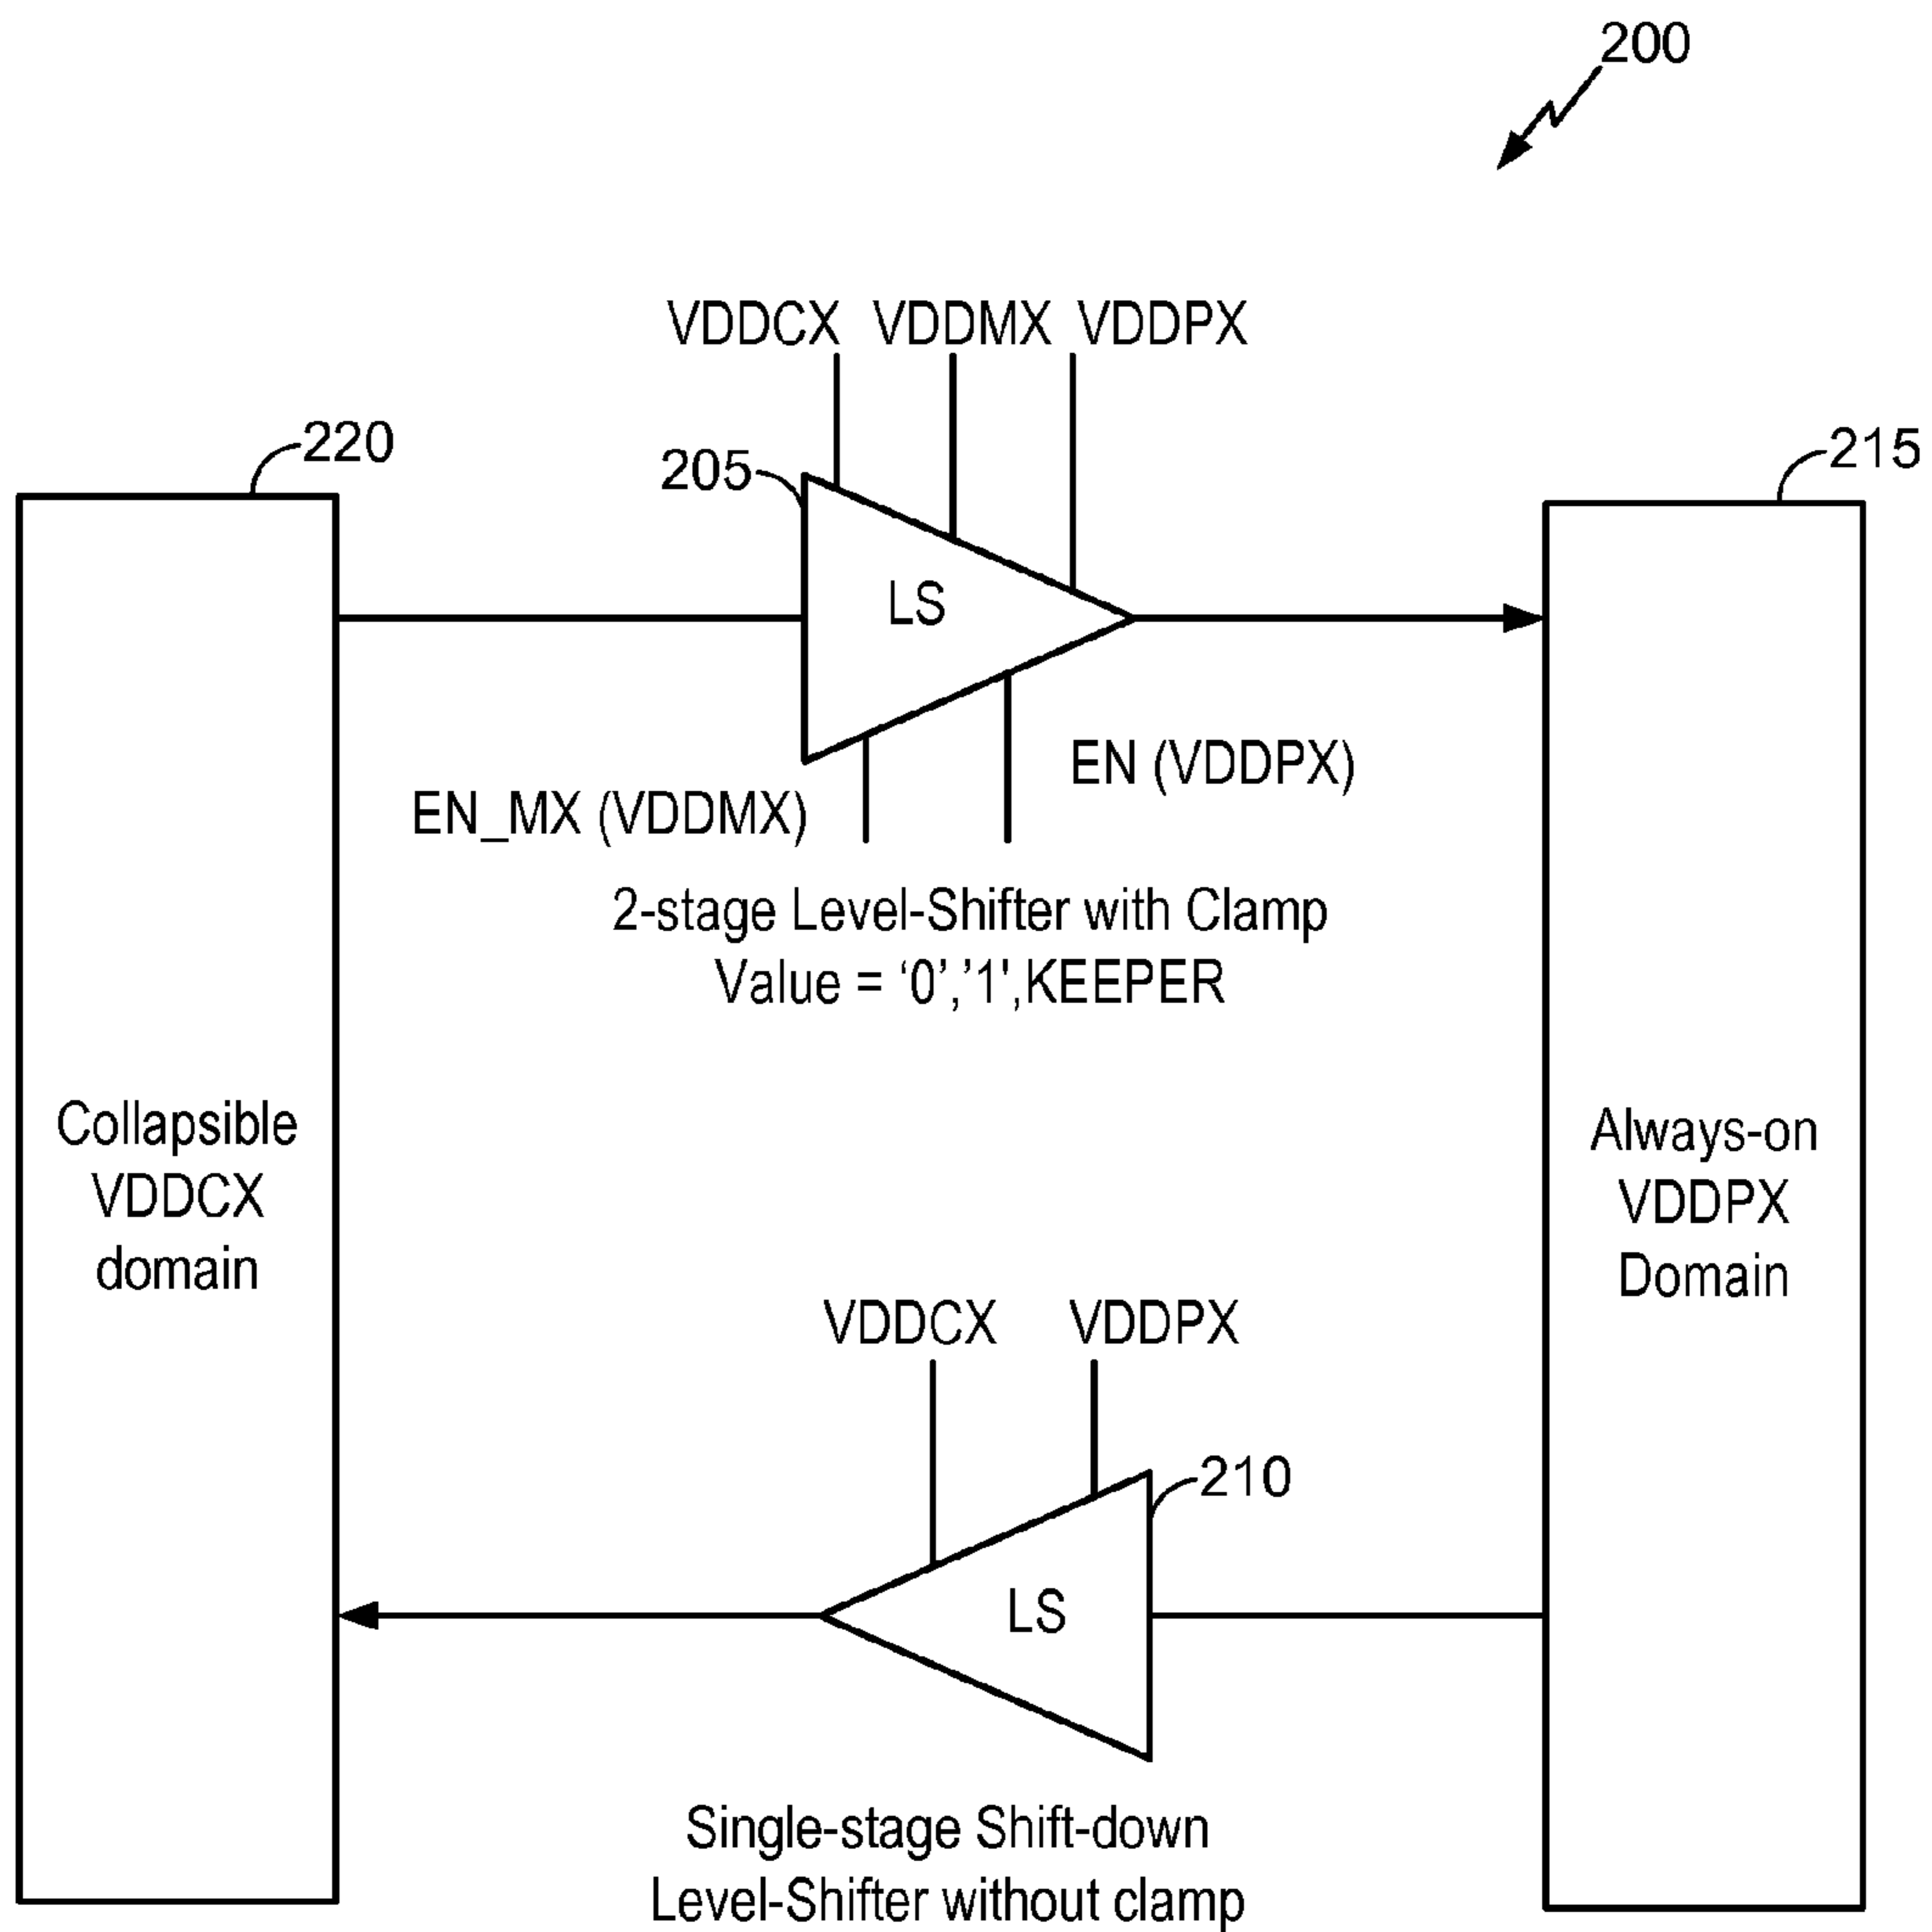 200
VDDCX VDDMX VDDPX
220
205
215
LS
EN (VDDPX)
EN_MX (VDDMX)
2-stage Level-Shifter with Clamp
Value = ‘0’,’1',KEEPER
Collapsible
VDDCX
domain
Always-on
VDDPX
Domain
VDDCX VDDPX
210
LS
Single-stage Shift-down
Level-Shifter without clamp